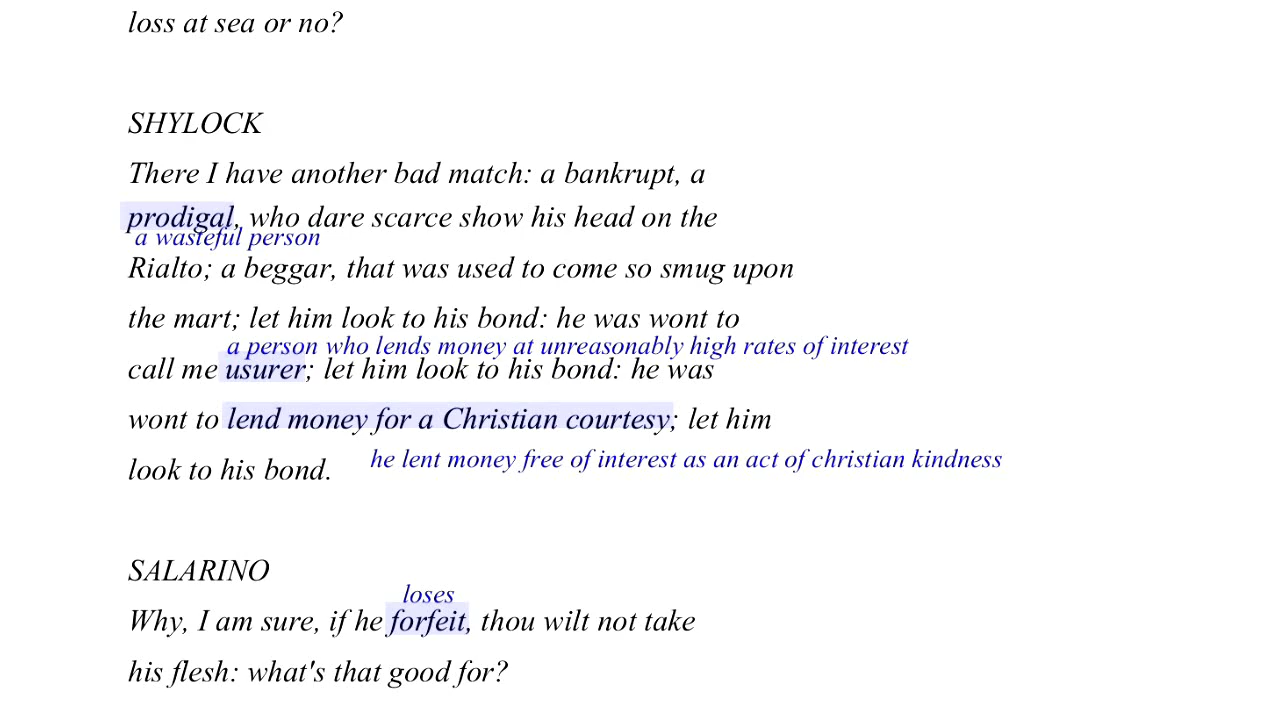 loss at sea or no?
SHYLOCK
There I have another bad match: a bankrupt, a
prodigal, who dare scarce show his head on the
a wasteful person
Rialto; a beggar, that was used to come so smug upon
the mart; let him look to his bond: he was wont to
a person who lends money at unreasonably high rates of interest
call me usurer; let him look to his bond: he was
wont to lend money for a Christian courtesy; let him
he lent money free of interest as an act of christian kindness
look to his bond.
SALARINO
loses
Why, I am sure, if he forfeit, thou wilt not take
his flesh: what's that good for?